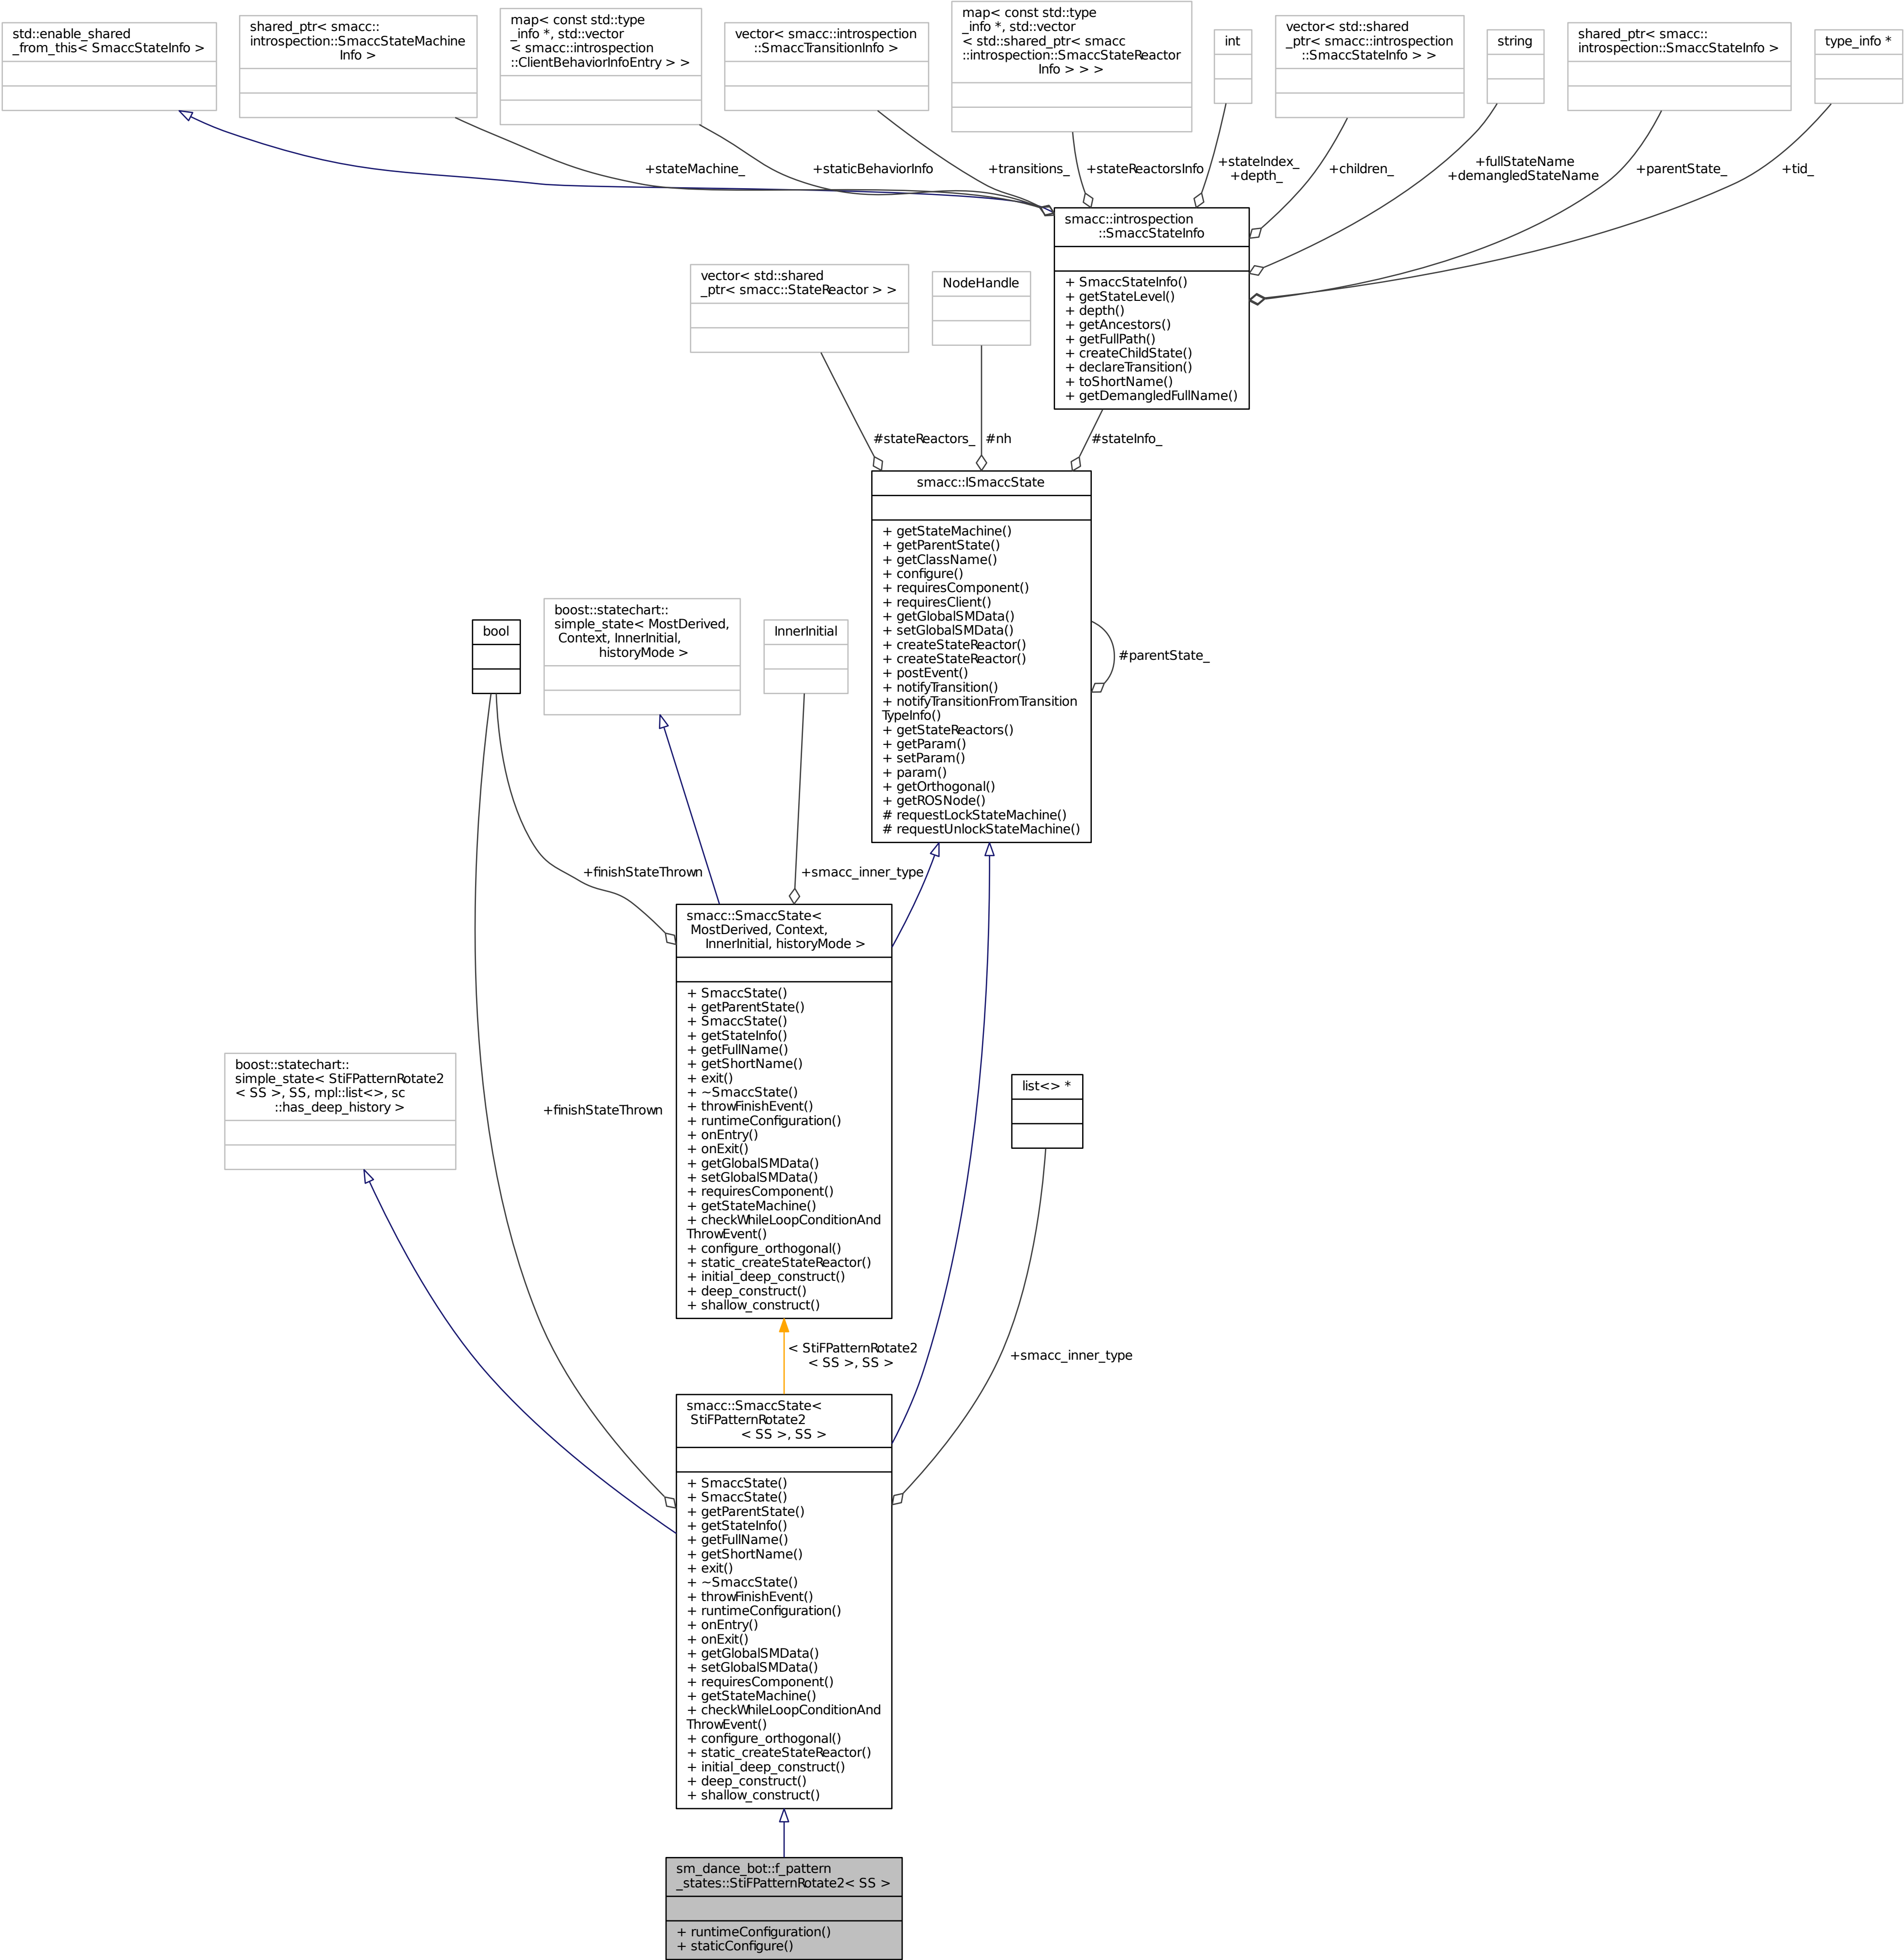 std::enable_shared
_from_this< SmaccStateInfo >
shared_ptr< smacc::
introspection::SmaccStateMachine
Info >
map< const std::type
_info *, std::vector
< smacc::introspection
::ClientBehaviorInfoEntry > >
vector< smacc::introspection
::SmaccTransitionInfo >
map< const std::type
_info *, std::vector
< std::shared_ptr< smacc
::introspection::SmaccStateReactor
Info > > >
int
vector< std::shared
_ptr< smacc::introspection
::SmaccStateInfo > >
string
shared_ptr< smacc::
introspection::SmaccStateInfo >
type_info *
+stateMachine_
+staticBehaviorInfo
+transitions_
+stateReactorsInfo
+stateIndex_
+depth_
+children_
+fullStateName
+demangledStateName
+parentState_
+tid_
smacc::introspection
::SmaccStateInfo
+ SmaccStateInfo()
+ getStateLevel()
+ depth()
+ getAncestors()
+ getFullPath()
+ createChildState()
+ declareTransition()
+ toShortName()
+ getDemangledFullName()
vector< std::shared
_ptr< smacc::StateReactor > >
NodeHandle
#stateReactors_
#nh
#stateInfo_
smacc::ISmaccState
+ getStateMachine()
+ getParentState()
+ getClassName()
+ configure()
+ requiresComponent()
+ requiresClient()
+ getGlobalSMData()
+ setGlobalSMData()
+ createStateReactor()
+ createStateReactor()
+ postEvent()
+ notifyTransition()
+ notifyTransitionFromTransition
TypeInfo()
+ getStateReactors()
+ getParam()
+ setParam()
+ param()
+ getOrthogonal()
+ getROSNode()
# requestLockStateMachine()
# requestUnlockStateMachine()
#parentState_
bool
boost::statechart::
simple_state< MostDerived,
Context, InnerInitial,
historyMode >
InnerInitial
+finishStateThrown
+smacc_inner_type
smacc::SmaccState<
MostDerived, Context,
InnerInitial, historyMode >
+ SmaccState()
+ getParentState()
+ SmaccState()
+ getStateInfo()
+ getFullName()
+ getShortName()
+ exit()
+ ~SmaccState()
+ throwFinishEvent()
+ runtimeConfiguration()
+ onEntry()
+ onExit()
+ getGlobalSMData()
+ setGlobalSMData()
+ requiresComponent()
+ getStateMachine()
+ checkWhileLoopConditionAnd
ThrowEvent()
+ configure_orthogonal()
+ static_createStateReactor()
+ initial_deep_construct()
+ deep_construct()
+ shallow_construct()
boost::statechart::
simple_state< StiFPatternRotate2
< SS >, SS, mpl::list<>, sc
::has_deep_history >
+finishStateThrown
list<> *
< StiFPatternRotate2
< SS >, SS >
+smacc_inner_type
smacc::SmaccState<
StiFPatternRotate2
< SS >, SS >
+ SmaccState()
+ SmaccState()
+ getParentState()
+ getStateInfo()
+ getFullName()
+ getShortName()
+ exit()
+ ~SmaccState()
+ throwFinishEvent()
+ runtimeConfiguration()
+ onEntry()
+ onExit()
+ getGlobalSMData()
+ setGlobalSMData()
+ requiresComponent()
+ getStateMachine()
+ checkWhileLoopConditionAnd
ThrowEvent()
+ configure_orthogonal()
+ static_createStateReactor()
+ initial_deep_construct()
+ deep_construct()
+ shallow_construct()
sm_dance_bot::f_pattern
_states::StiFPatternRotate2< SS >
+ runtimeConfiguration()
+ staticConfigure()